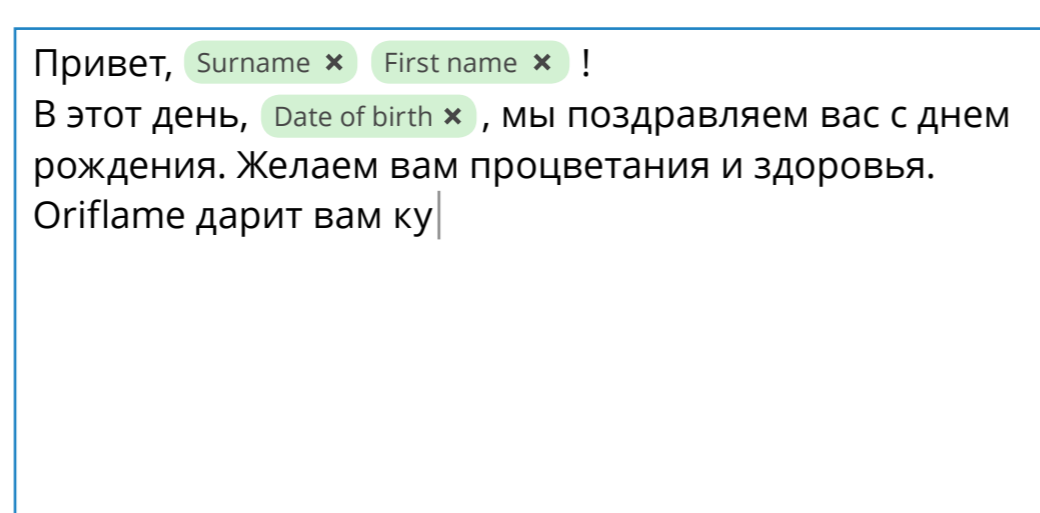 Привет, Surname × First name × !
В этот день, Date of birth × , мы поздравляем вас с днем
рождения. Желаем вам процветания и здоровья.
Oriflame дарит вам ку